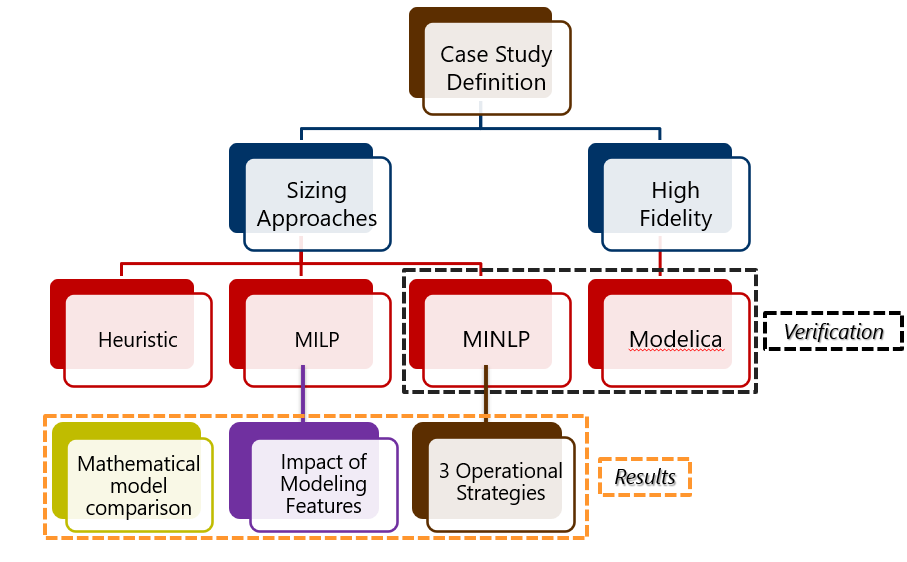 Case Study
Definition
Sizing
Approaches
High
Fidelity
Heuristic
MILP
MINLP
Modelica
Verification
Mathematical
model
comparison
Impact of
Modeling
Features
3 Operational
Strategies
Results